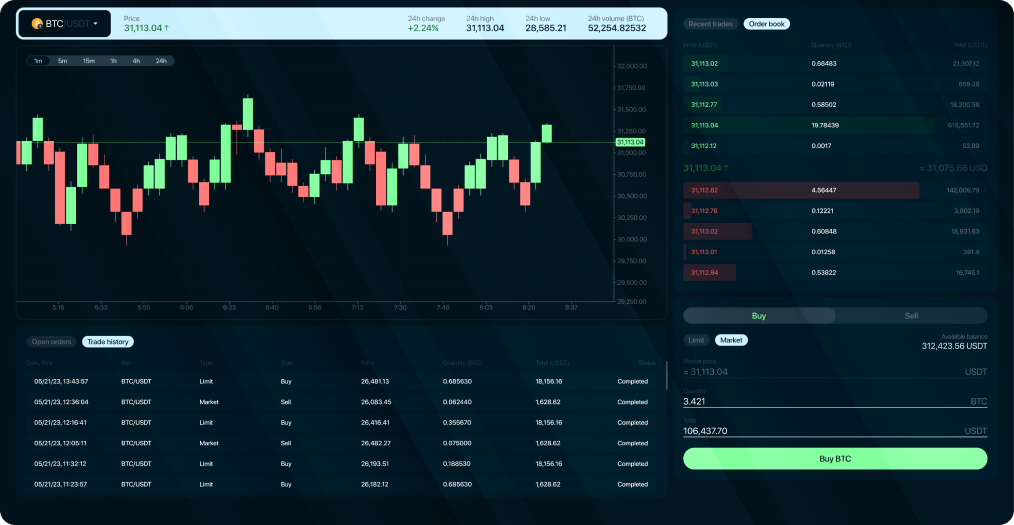 BTC/USDT
Price
31,113.04 ↑
24h change
+2.24%
24h high
31,113.04
24h low
28,585.21
24h volume (BTC)
52,254.82532
1m 5m 15m 1h 4h 24h
32,000.00
31,750.00
31,500.00
31,250.00
31,113.04
31,000.00
30,750.00
30,500.00
30,250.00
30,000.00
29,750.00
29,500.00
29,250.00
5:16 5:33 5:50 6:06 6:23 6:40 6:56 7:13 7:30 7:46 8:03 8:20 8:37
Open orders Trade history
Date, time Pair Type Side Price Quantity (BTC) Total (USDT) Status
05/21/23, 13:43:57 BTC/USDT Limit Buy 26,481.13 0.685630 18,156.16 Completed
05/21/23, 12:36:04 BTC/USDT Market Sell 26,083.45 0.062440 1,628.62 Completed
05/21/23, 12:16:41 BTC/USDT Limit Buy 26,416.41 0.355670 18,156.16 Completed
05/21/23, 12:05:11 BTC/USDT Market Sell 26,482.27 0.075000 1,628.62 Completed
05/21/23, 11:32:12 BTC/USDT Limit Buy 26,193.51 0.188530 18,156.16 Completed
05/21/23, 11:23:57 BTC/USDT Limit Buy 26,182.12 0.685630 1,628.62 Completed
Recent trades Order book
Price (USDT) Quantity (BTC) Total (USDT)
31,113.02 0.68483 21,307.12
31,113.03 0.02119 659.28
31,112.77 0.58502 18,200.58
31,113.04 19.78439 615,551.72
31,112.12 0.0017 52.89
31,113.04 ↑ ≈ 31,075.66 USD
31,112.82 4.56447 142,009.79
31,112.78 0.12221 3,802.19
31,113.02 0.60848 18,931.63
31,113.01 0.01258 391.4
31,112.94 0.53822 16,745.1
Buy Sell
Limit Market
Available balance
312,423.56 USDT
Market price
≈ 31,113.04 USDT
Quantity
3.421 BTC
Total
106,437.70 USDT
Buy BTC